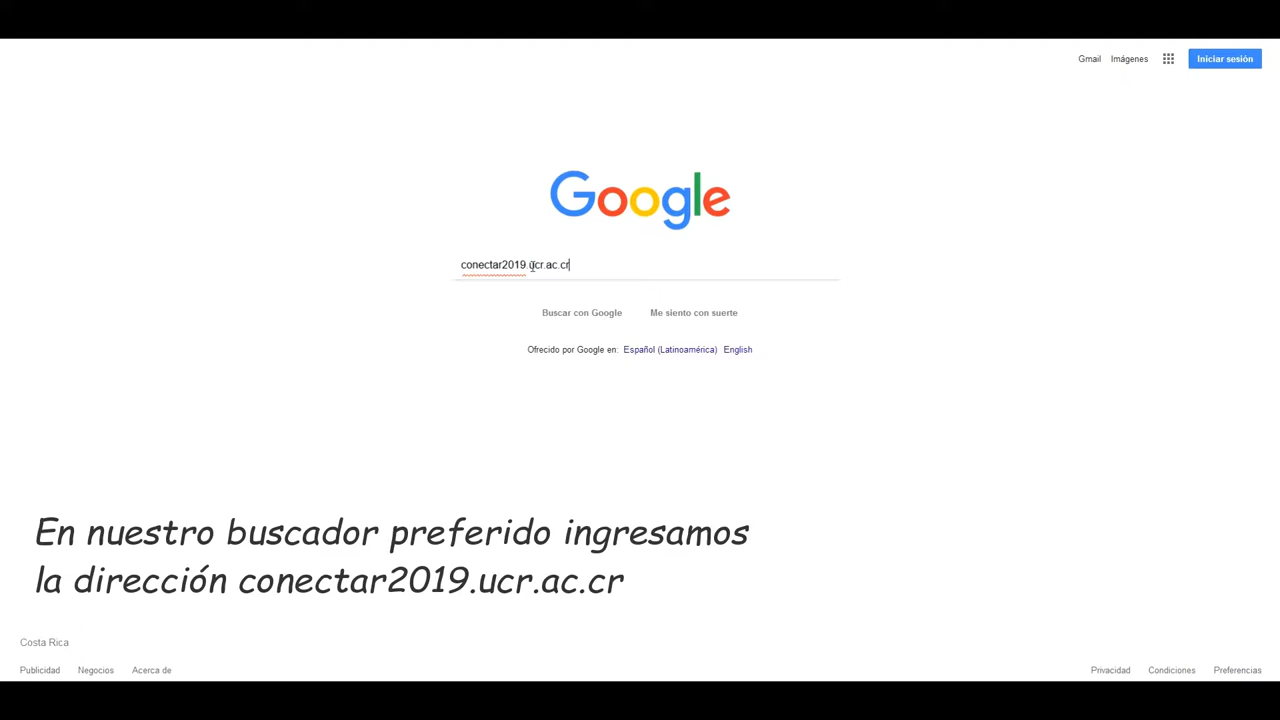 Gmail Imágenes Iniciar sesión
Google
conectar2019.ucr.ac.cr
Buscar con Google Me siento con suerte
Ofrecido por Google en: Español (Latinoamérica) English
En nuestro buscador preferido ingresamos
la dirección conectar2019.ucr.ac.cr
Costa Rica
Publicidad Negocios Acerca de Privacidad Condiciones Preferencias